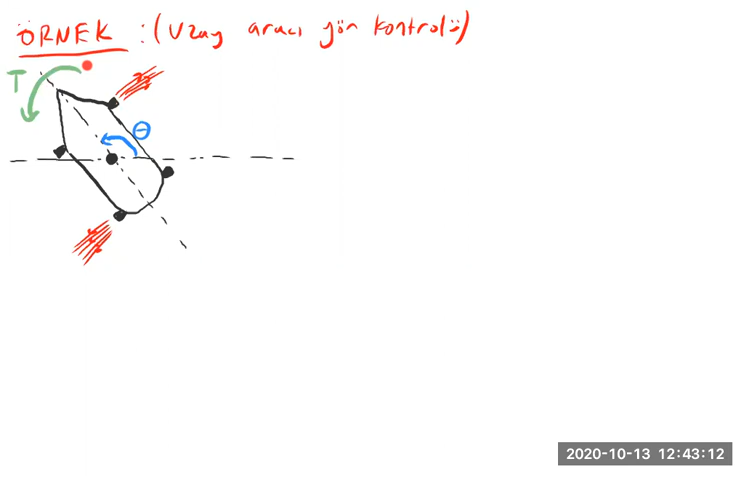 ÖRNEK : (Uzay aracı yön kontrolü)
T
θ
2020-10-13 12:43:12